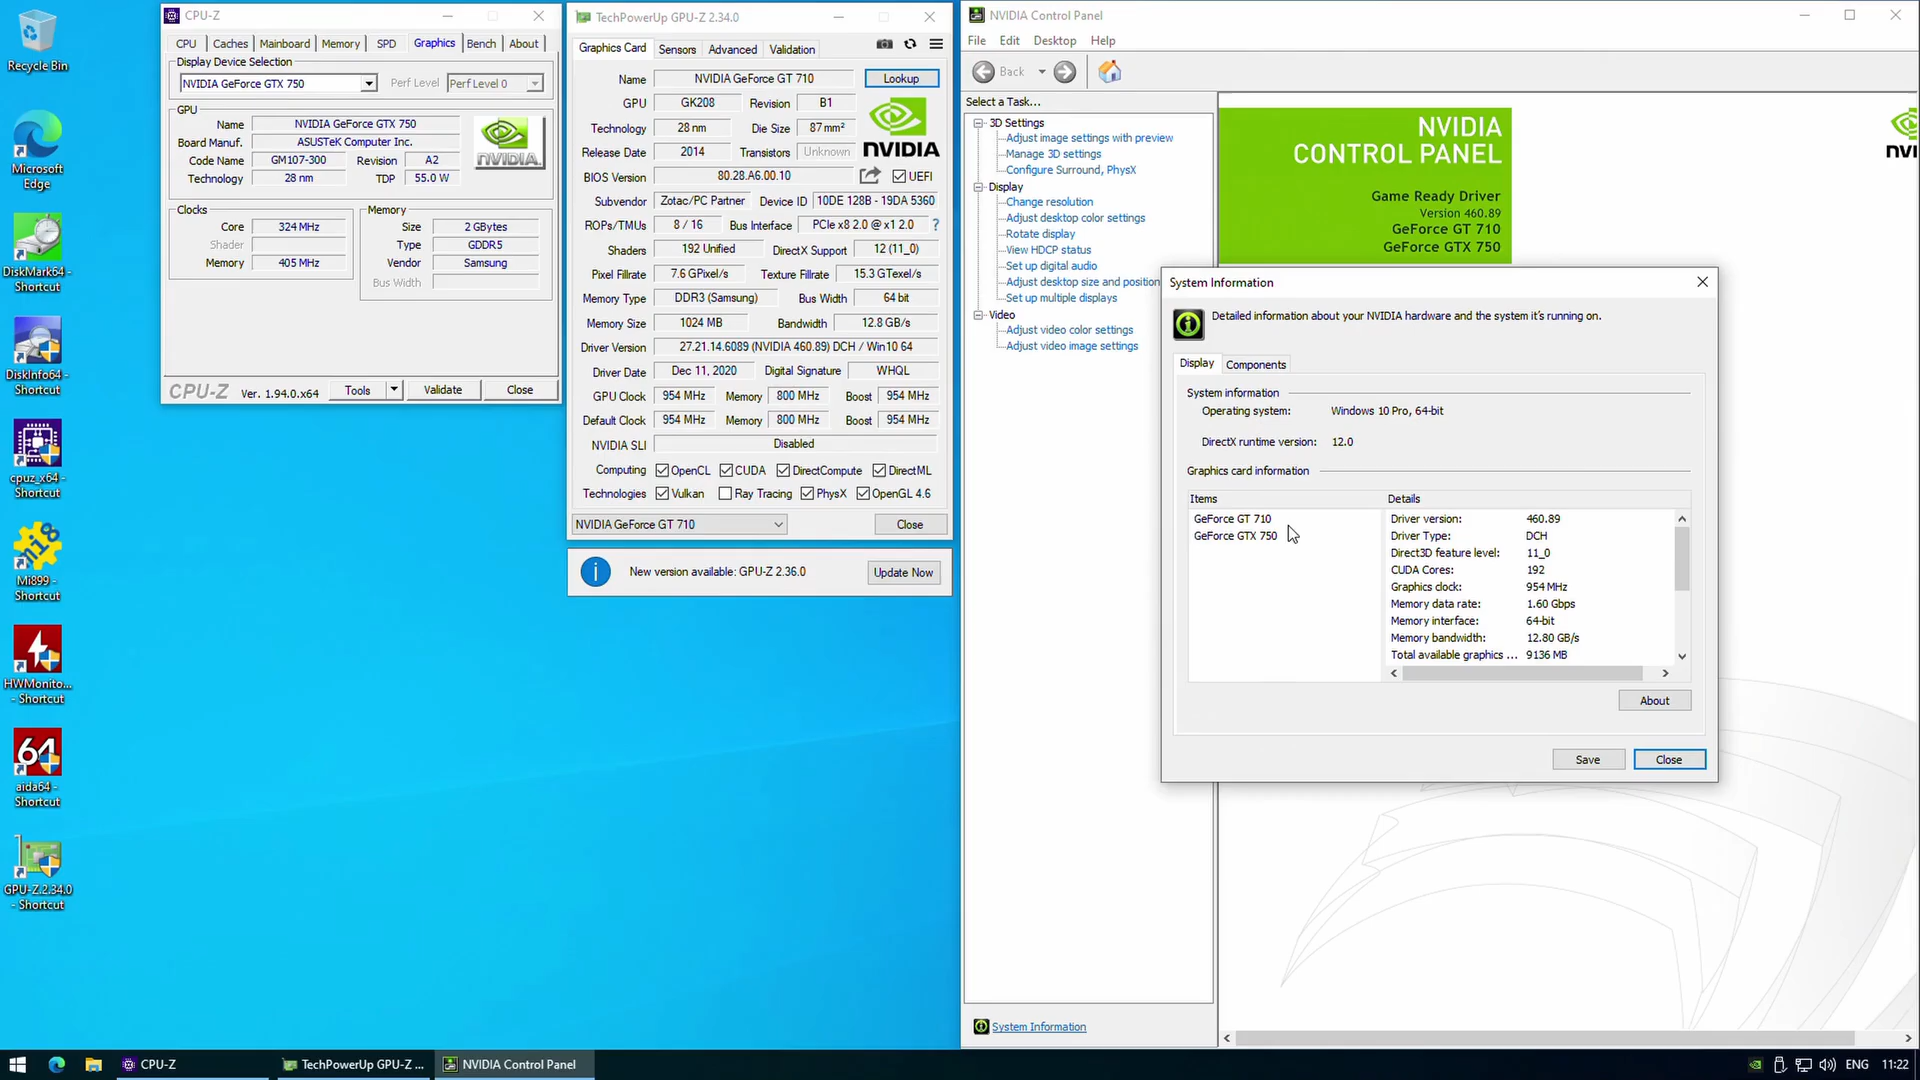 Recycle Bin
Microsoft
Edge
DiskMark64 -
Shortcut
DiskInfo64 -
Shortcut
cpuz_x64 -
Shortcut
Mi899 -
Shortcut
HWMonito...
- Shortcut
64
aida64 -
Shortcut
GPU-Z.2.34.0
- Shortcut
CPU-Z
CPU Caches Mainboard Memory SPD Graphics Bench About
Display Device Selection
NVIDIA GeForce GTX 750 Perf Level Perf Level 0
GPU
Name NVIDIA GeForce GTX 750
Board Manuf. ASUSTeK Computer Inc.
Code Name GM107-300 Revision A2
Technology 28 nm TDP 55.0 W
NVIDIA.
Clocks
Core 324 MHz
Shader
Memory 405 MHz
Memory
Size 2 GBytes
Type GDDR5
Vendor Samsung
Bus Width
CPU-Z Ver. 1.94.0.x64 Tools Validate Close
TechPowerUp GPU-Z 2.34.0
Graphics Card Sensors Advanced Validation
Name NVIDIA GeForce GT 710 Lookup
GPU GK208 Revision B1
Technology 28 nm Die Size 87 mm²
Release Date 2014 Transistors Unknown
NVIDIA
BIOS Version 80.28.A6.00.10 UEFI
Subvendor Zotac/PC Partner Device ID 10DE 128B - 19DA 5360
ROPs/TMUs 8 / 16 Bus Interface PCIe x8 2.0 @ x1 2.0 ?
Shaders 192 Unified DirectX Support 12 (11_0)
Pixel Fillrate 7.6 GPixel/s Texture Fillrate 15.3 GTexel/s
Memory Type DDR3 (Samsung) Bus Width 64 bit
Memory Size 1024 MB Bandwidth 12.8 GB/s
Driver Version 27.21.14.6089 (NVIDIA 460.89) DCH / Win10 64
Driver Date Dec 11, 2020 Digital Signature WHQL
GPU Clock 954 MHz Memory 800 MHz Boost 954 MHz
Default Clock 954 MHz Memory 800 MHz Boost 954 MHz
NVIDIA SLI Disabled
Computing OpenCL CUDA DirectCompute DirectML
Technologies Vulkan Ray Tracing PhysX OpenGL 4.6
NVIDIA GeForce GT 710 Close
New version available: GPU-Z 2.36.0 Update Now
NVIDIA Control Panel
File Edit Desktop Help
Back
Select a Task...
3D Settings
Adjust image settings with preview
Manage 3D settings
Configure Surround, PhysX
Display
Change resolution
Adjust desktop color settings
Rotate display
View HDCP status
Set up digital audio
Adjust desktop size and position
Set up multiple displays
Video
Adjust video color settings
Adjust video image settings
System Information
NVIDIA
CONTROL PANEL
Game Ready Driver
Version 460.89
GeForce GT 710
GeForce GTX 750
System Information
Detailed information about your NVIDIA hardware and the system it's running on.
Display Components
System information
Operating system: Windows 10 Pro, 64-bit
DirectX runtime version: 12.0
Graphics card information
Items Details
GeForce GT 710
GeForce GTX 750
Driver version: 460.89
Driver Type: DCH
Direct3D feature level: 11_0
CUDA Cores: 192
Graphics clock: 954 MHz
Memory data rate: 1.60 Gbps
Memory interface: 64-bit
Memory bandwidth: 12.80 GB/s
Total available graphics ... 9136 MB
About
Save Close
CPU-Z TechPowerUp GPU-Z ... NVIDIA Control Panel ENG 11:22